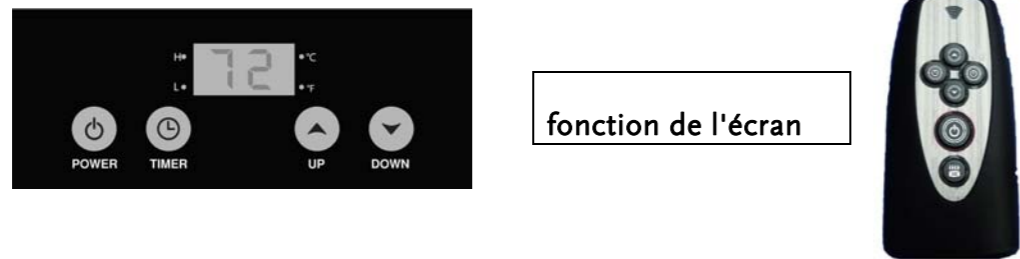 H
72
°C
L
°F
POWER
TIMER
UP
DOWN
fonction de l'écran